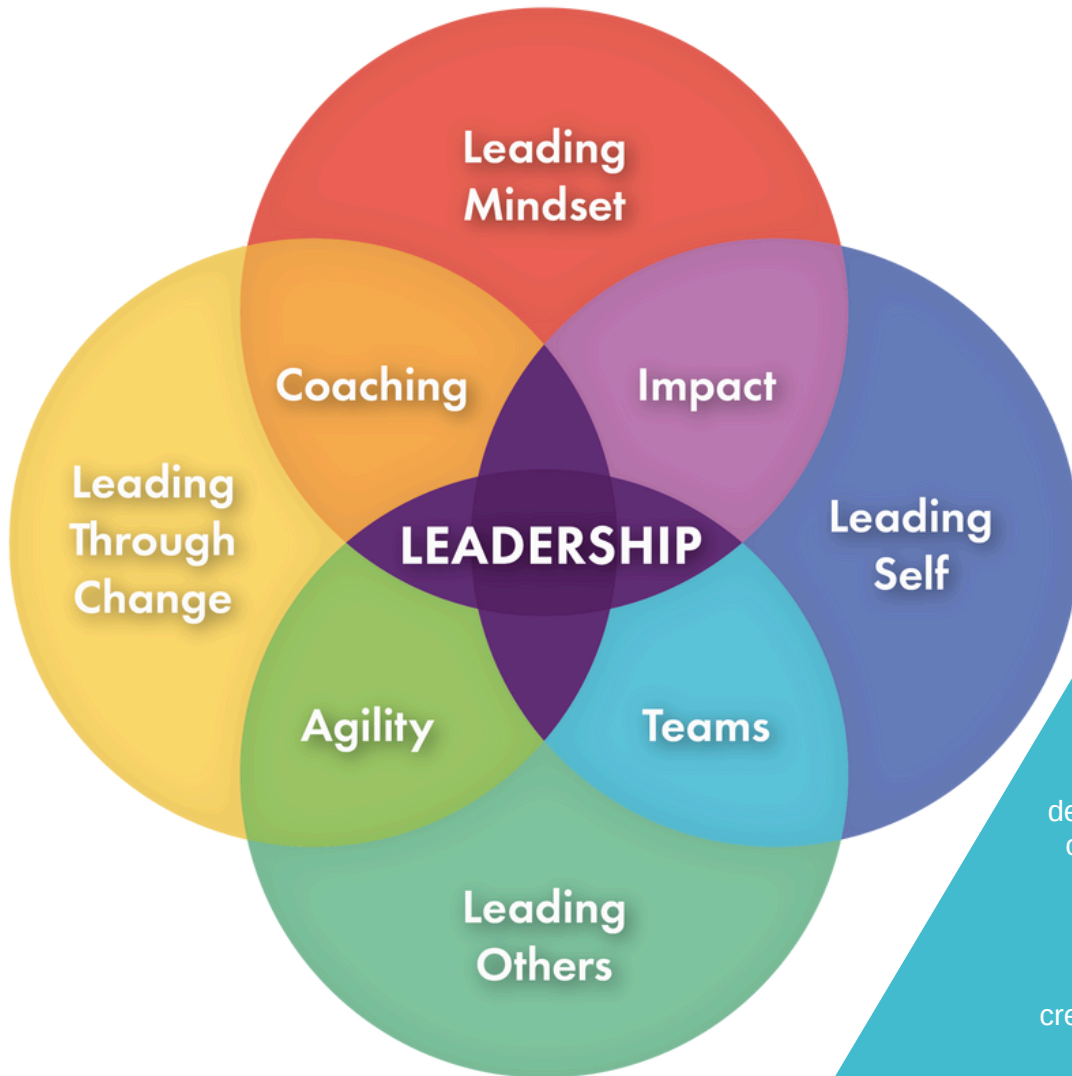 Leading
Mindset
Coaching
Impact
Leading
Through
Change
LEADERSHIP
Leading
Self
Agility
Teams
Leading
Others